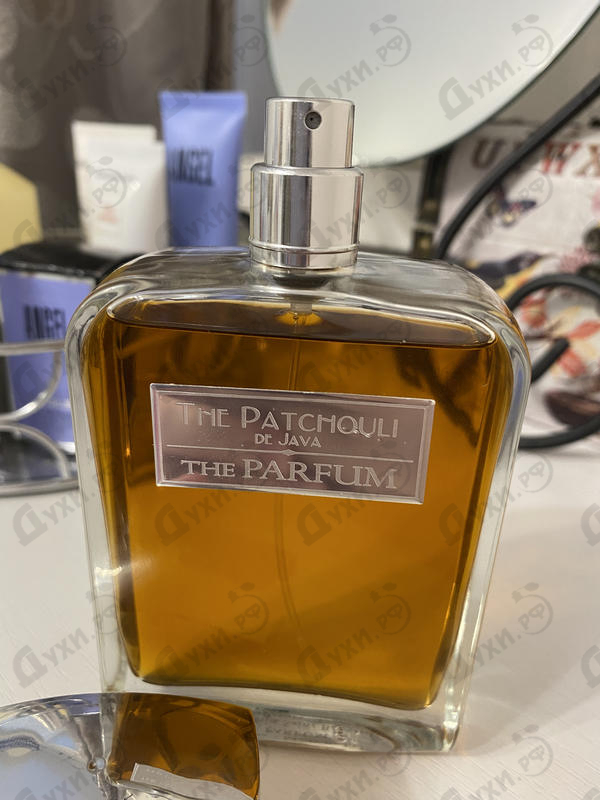 ANGEL
ANGEL
THE PATCHOULI
DE JAVA
THE PARFUM
Духи.РФ